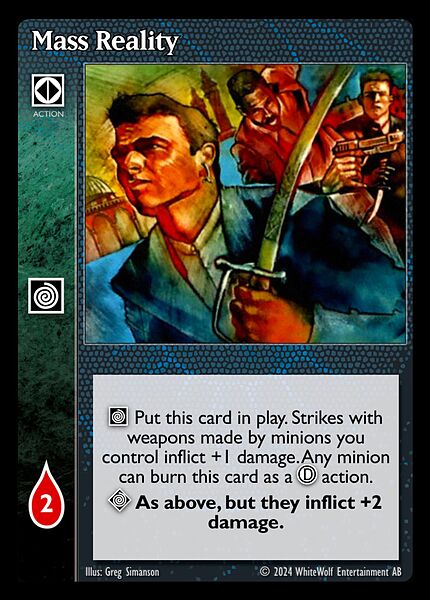 Mass Reality
ACTION
Put this card in play. Strikes with
weapons made by minions you
control inflict +1 damage. Any minion
can burn this card as a D action.
As above, but they inflict +2
damage.
2
Illus: Greg Simanson
© 2024 WhiteWolf Entertainment AB